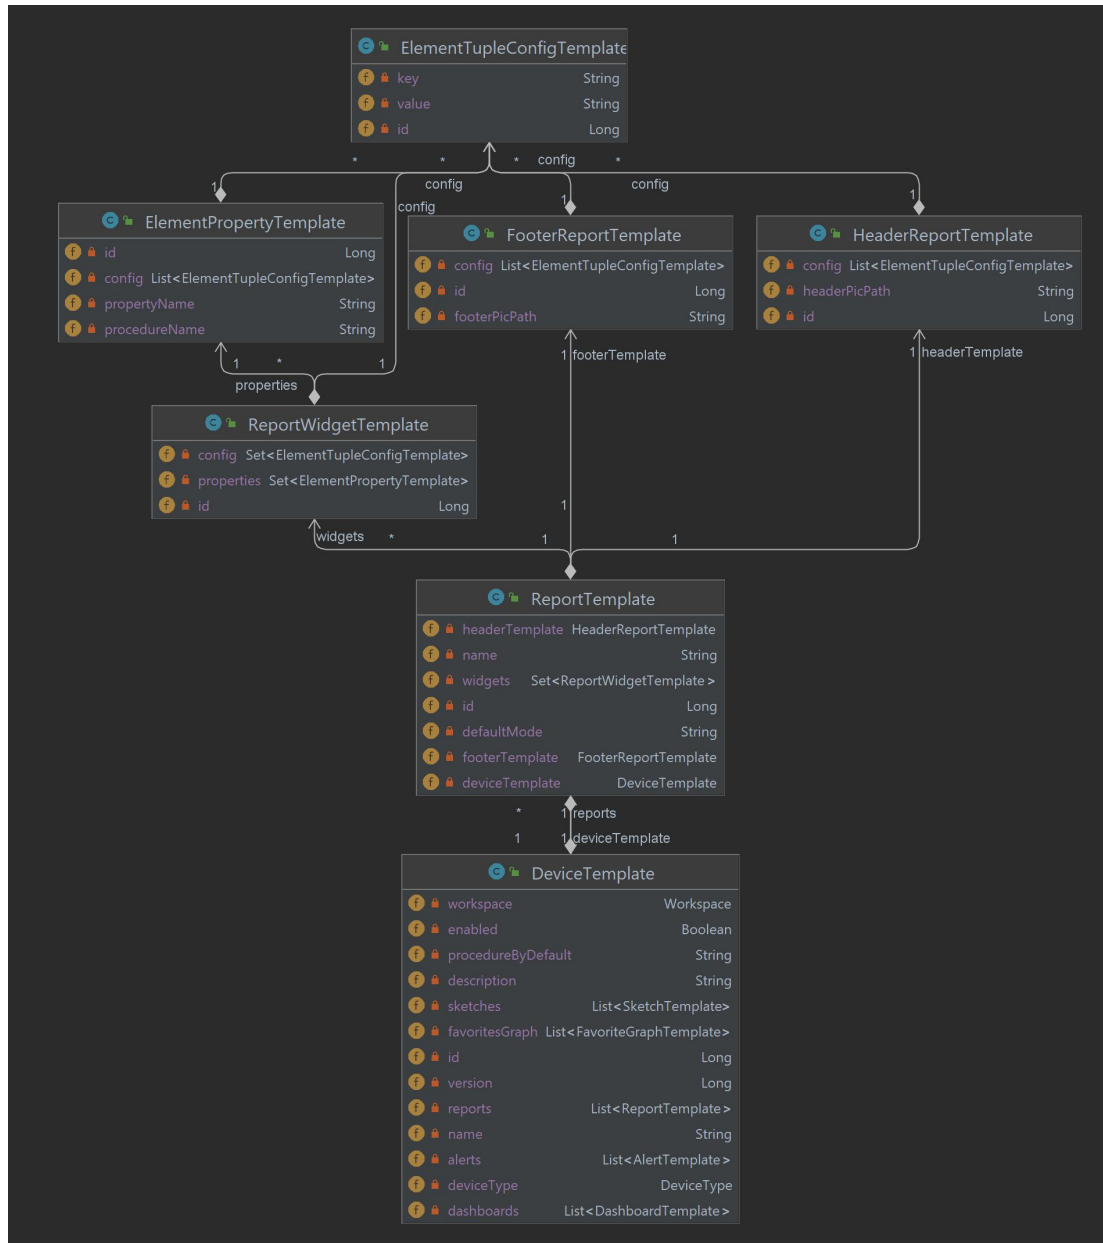 ElementTupleConfigTemplate
key String
value String
id Long
* * * config *
config config
1 1 1
config
ElementPropertyTemplate
id Long
config List<ElementTupleConfigTemplate>
propertyName String
procedureName String
FooterReportTemplate
config List<ElementTupleConfigTemplate>
id Long
footerPicPath String
HeaderReportTemplate
config List<ElementTupleConfigTemplate>
headerPicPath String
id Long
1 footerTemplate 1 headerTemplate
1 * 1
properties
ReportWidgetTemplate
config Set<ElementTupleConfigTemplate>
properties Set<ElementPropertyTemplate>
id Long
1
widgets * 1 1
ReportTemplate
headerTemplate HeaderReportTemplate
name String
widgets Set<ReportWidgetTemplate>
id Long
defaultMode String
footerTemplate FooterReportTemplate
deviceTemplate DeviceTemplate
* 1 reports
1 1 deviceTemplate
DeviceTemplate
workspace Workspace
enabled Boolean
procedureByDefault String
description String
sketches List<SketchTemplate>
favoritesGraph List<FavoriteGraphTemplate>
id Long
version Long
reports List<ReportTemplate>
name String
alerts List<AlertTemplate>
deviceType DeviceType
dashboards List<DashboardTemplate>